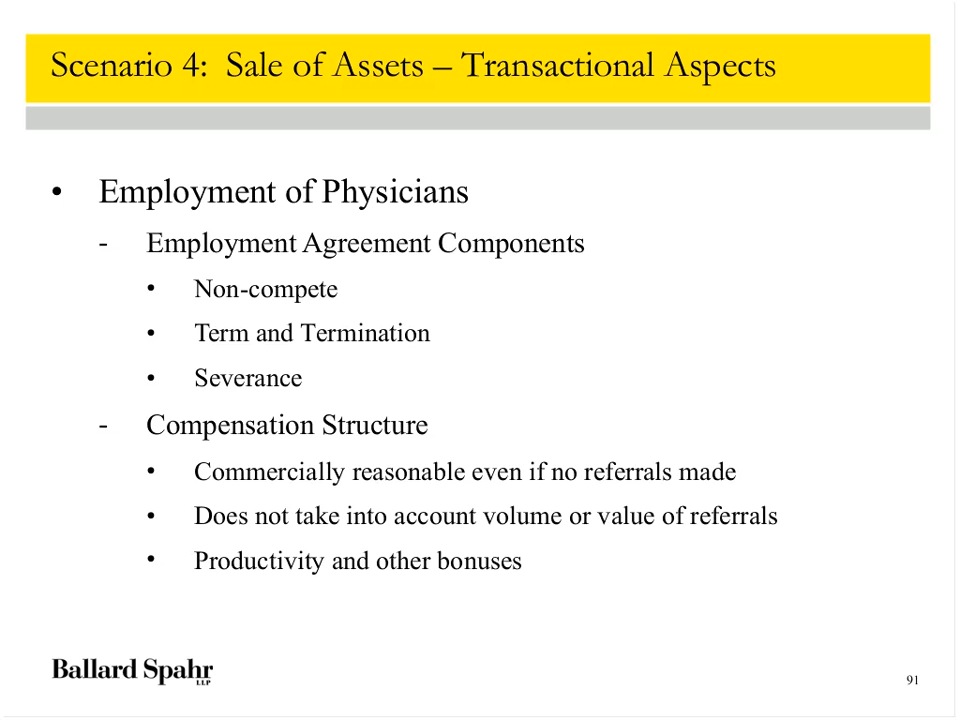 Scenario 4: Sale of Assets – Transactional Aspects
• Employment of Physicians
- Employment Agreement Components
• Non-compete
• Term and Termination
• Severance
- Compensation Structure
• Commercially reasonable even if no referrals made
• Does not take into account volume or value of referrals
• Productivity and other bonuses
Ballard Spahr
LLP
91